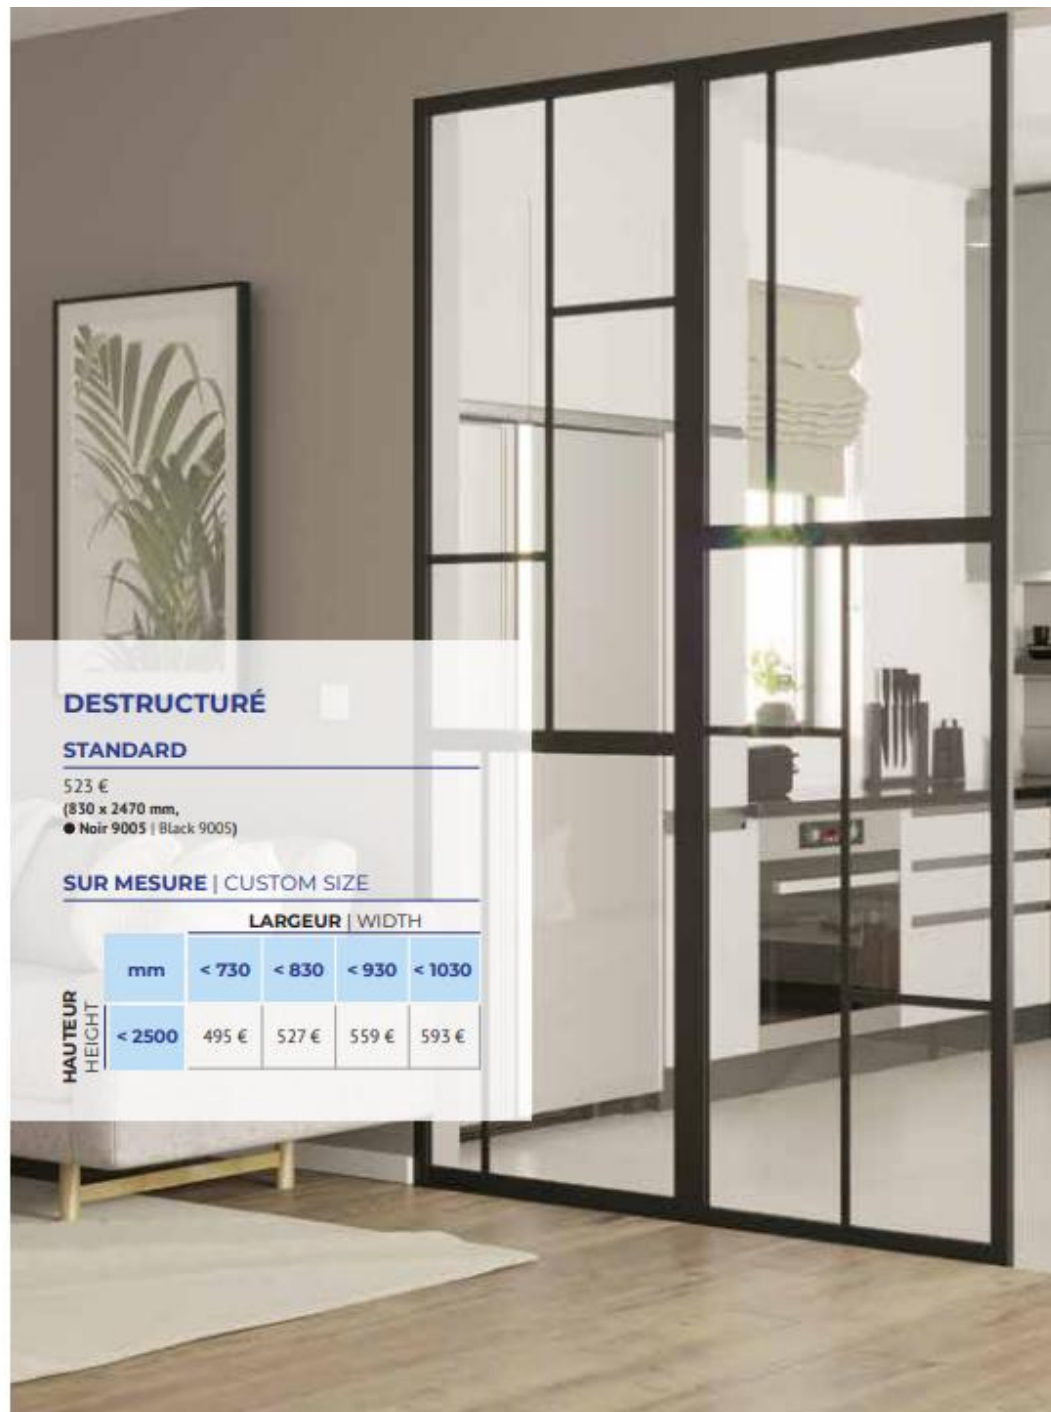 DESTRUCTURÉ
STANDARD
523 €
(830 x 2470 mm,
● Noir 9005 | Black 9005)
SUR MESURE | CUSTOM SIZE
LARGEUR | WIDTH
HAUTEUR
HEIGHT
mm < 730 < 830 < 930 < 1030
< 2500 495 € 527 € 559 € 593 €